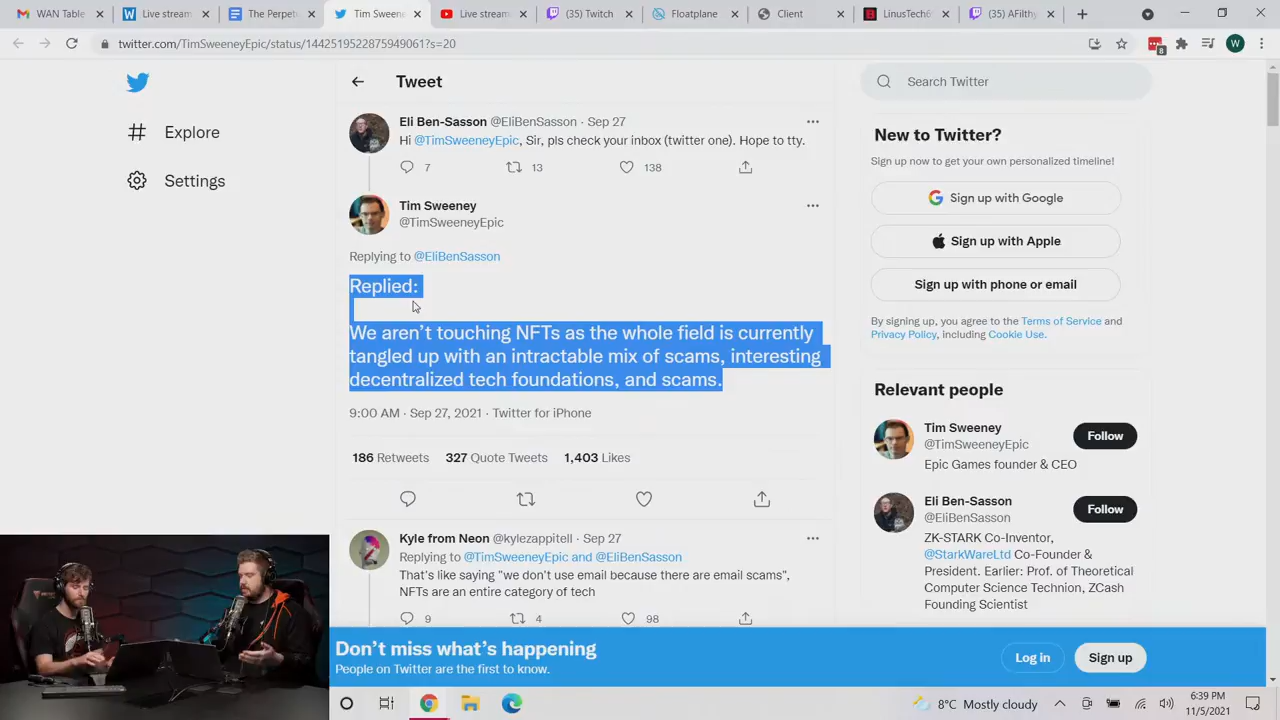 WAN Table
Live stream
The Perpetu
Tim Sweene
Live stream
(35) Twitch
Floatplane
Client
LinusTech
(35) AFilthy
twitter.com/TimSweeneyEpic/status/1442519522875949061?s=20
8
W
Explore
Settings
Tweet
Eli Ben-Sasson @EliBenSasson · Sep 27
Hi @TimSweeneyEpic, Sir, pls check your inbox (twitter one). Hope to tty.
7 13 138
Tim Sweeney
@TimSweeneyEpic
Replying to @EliBenSasson
Replied:
We aren't touching NFTs as the whole field is currently
tangled up with an intractable mix of scams, interesting
decentralized tech foundations, and scams.
9:00 AM · Sep 27, 2021 · Twitter for iPhone
186 Retweets 327 Quote Tweets 1,403 Likes
Kyle from Neon @kylezappitell · Sep 27
Replying to @TimSweeneyEpic and @EliBenSasson
That's like saying "we don't use email because there are email scams",
NFTs are an entire category of tech
9 4 98
Search Twitter
New to Twitter?
Sign up now to get your own personalized timeline!
Sign up with Google
Sign up with Apple
Sign up with phone or email
By signing up, you agree to the Terms of Service and
Privacy Policy, including Cookie Use.
Relevant people
Tim Sweeney
@TimSweeneyEpic
Follow
Epic Games founder & CEO
Eli Ben-Sasson
@EliBenSasson
Follow
ZK-STARK Co-Inventor,
@StarkWareLtd Co-Founder &
President. Earlier: Prof. of Theoretical
Computer Science Technion, ZCash
Founding Scientist
Don't miss what's happening
People on Twitter are the first to know.
Log in
Sign up
8°C Mostly cloudy
6:39 PM
11/5/2021